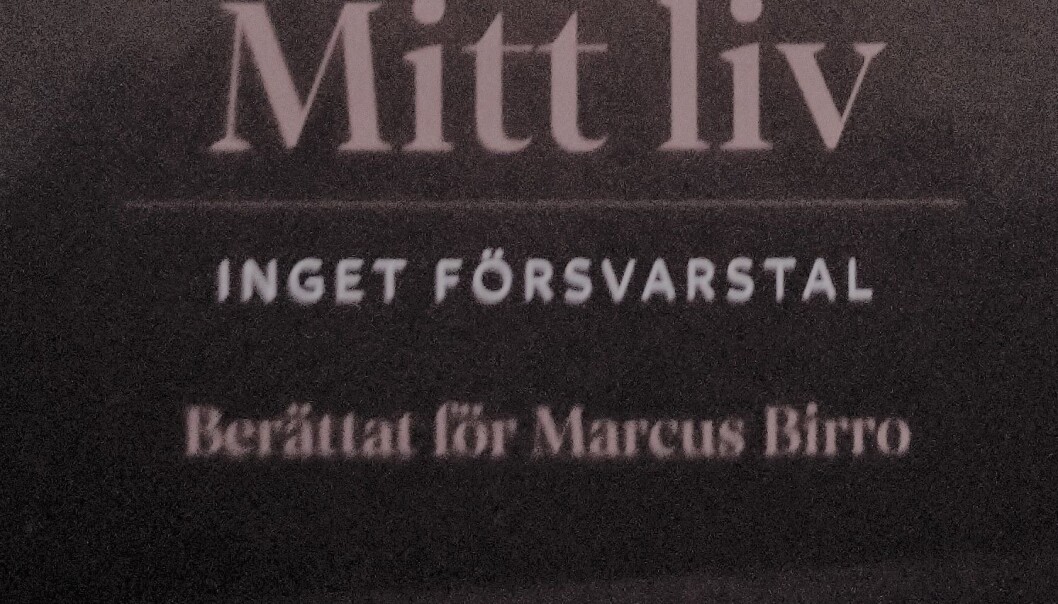 Mitt liv
INGET FÖRSVARSTAL
Berättat för Marcus Birro